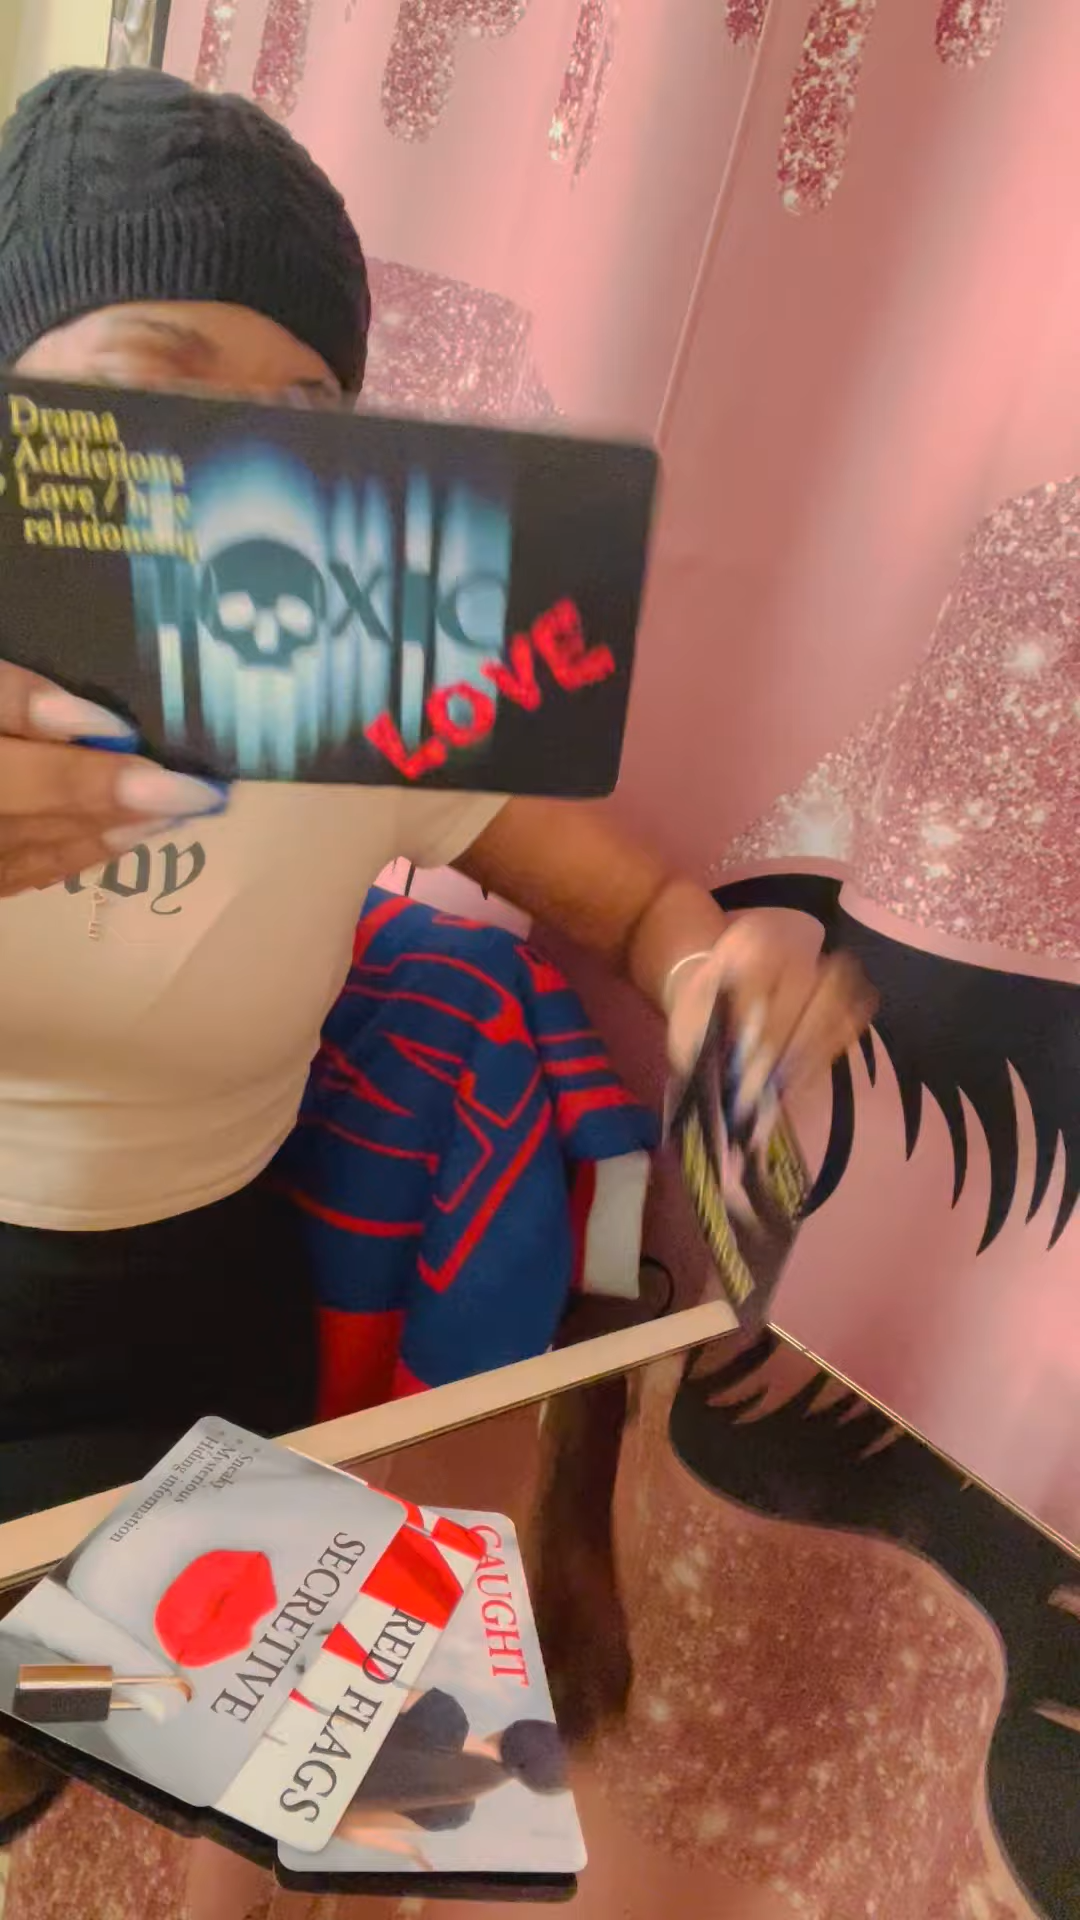 Drama
Addictions
Love / hate
relationship
TOXIC
LOVE
Sneaky
Mysterious
Hiding information
SECRETIVE
RED FLAGS
CAUGHT